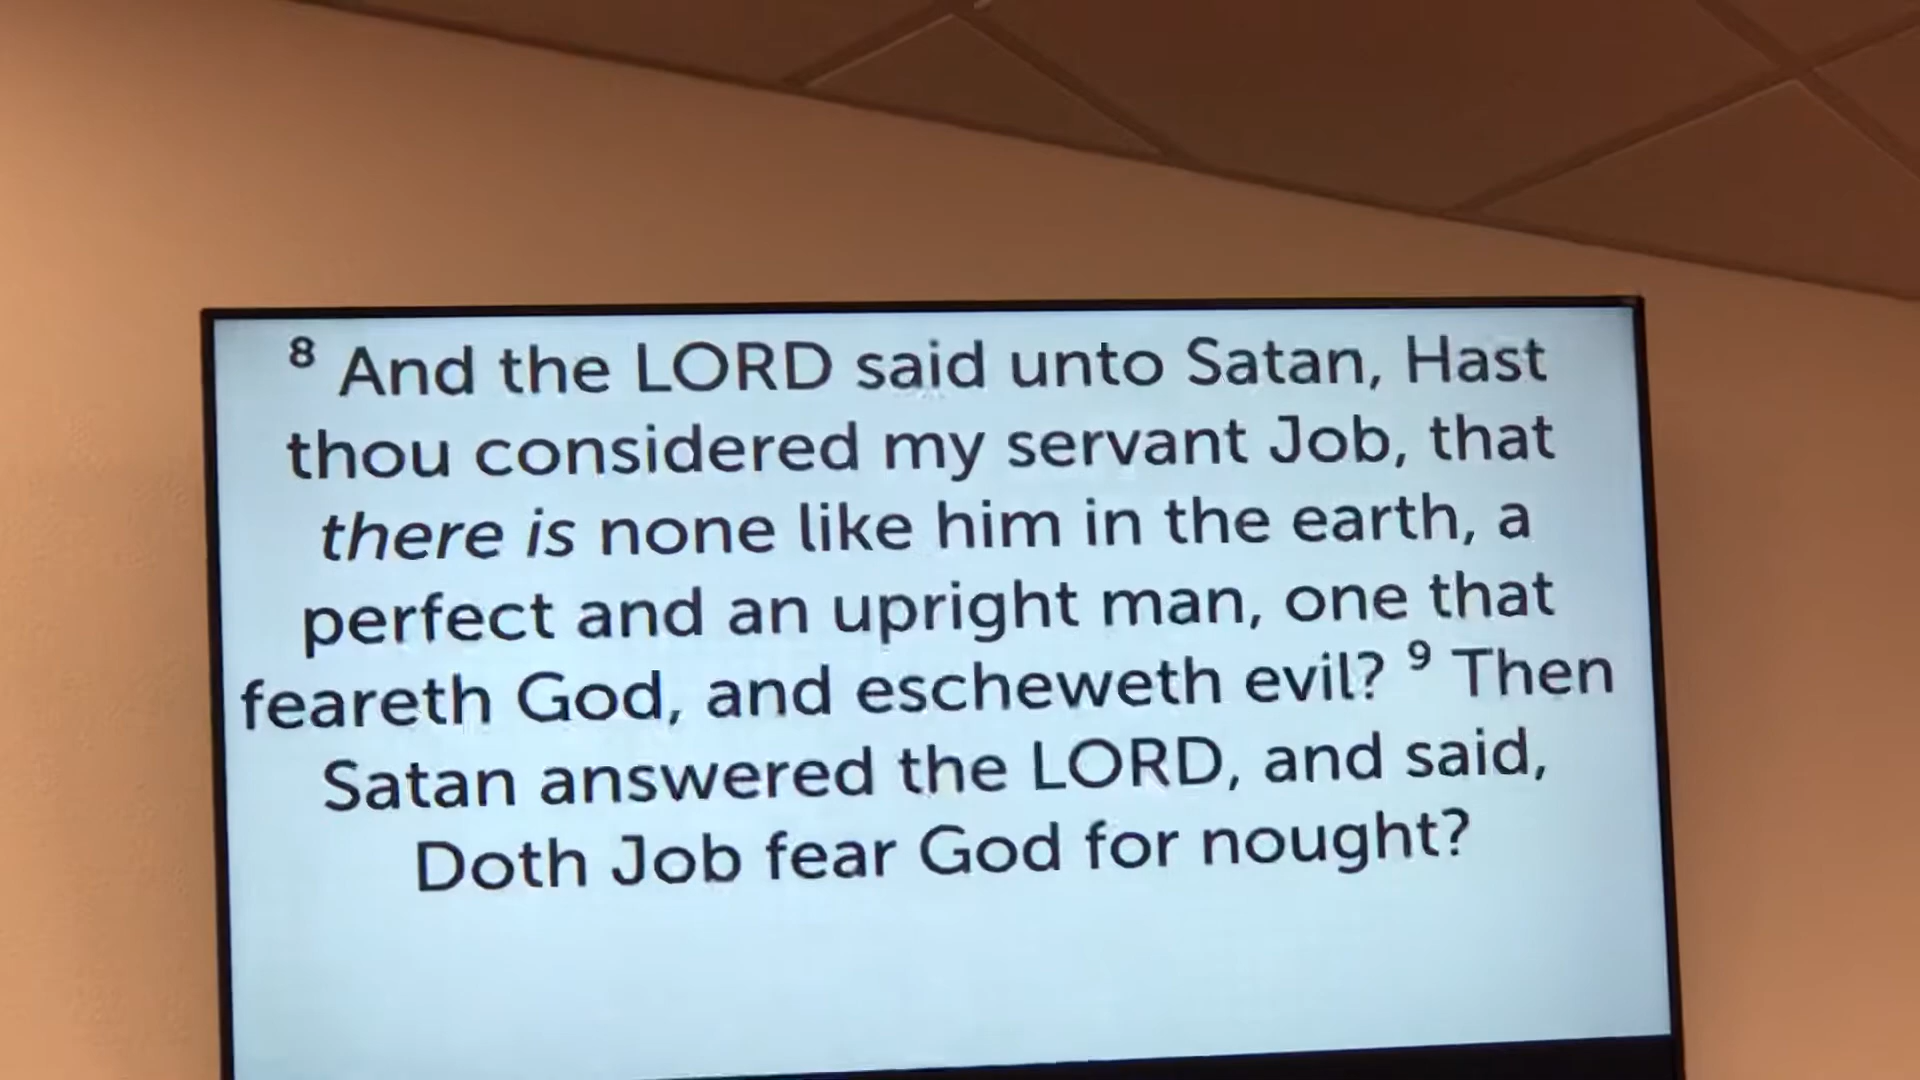 8 And the LORD said unto Satan, Hast
thou considered my servant Job, that
there is none like him in the earth, a
perfect and an upright man, one that
feareth God, and escheweth evil? 9 Then
Satan answered the LORD, and said,
Doth Job fear God for nought?